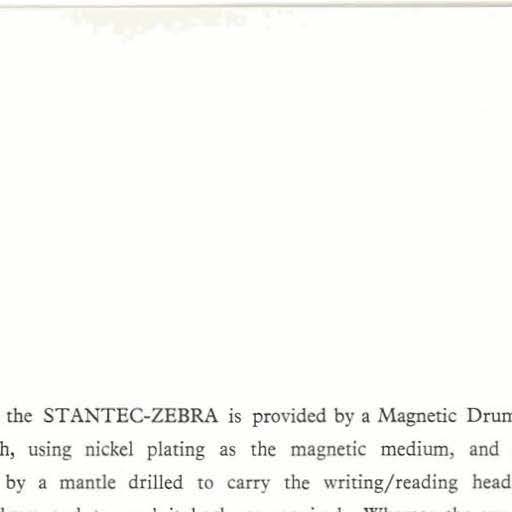 the STANTEC-ZEBRA is provided by a Magnetic Drum
using nickel plating as the magnetic medium, and
by a mantle drilled to carry the writing/reading head